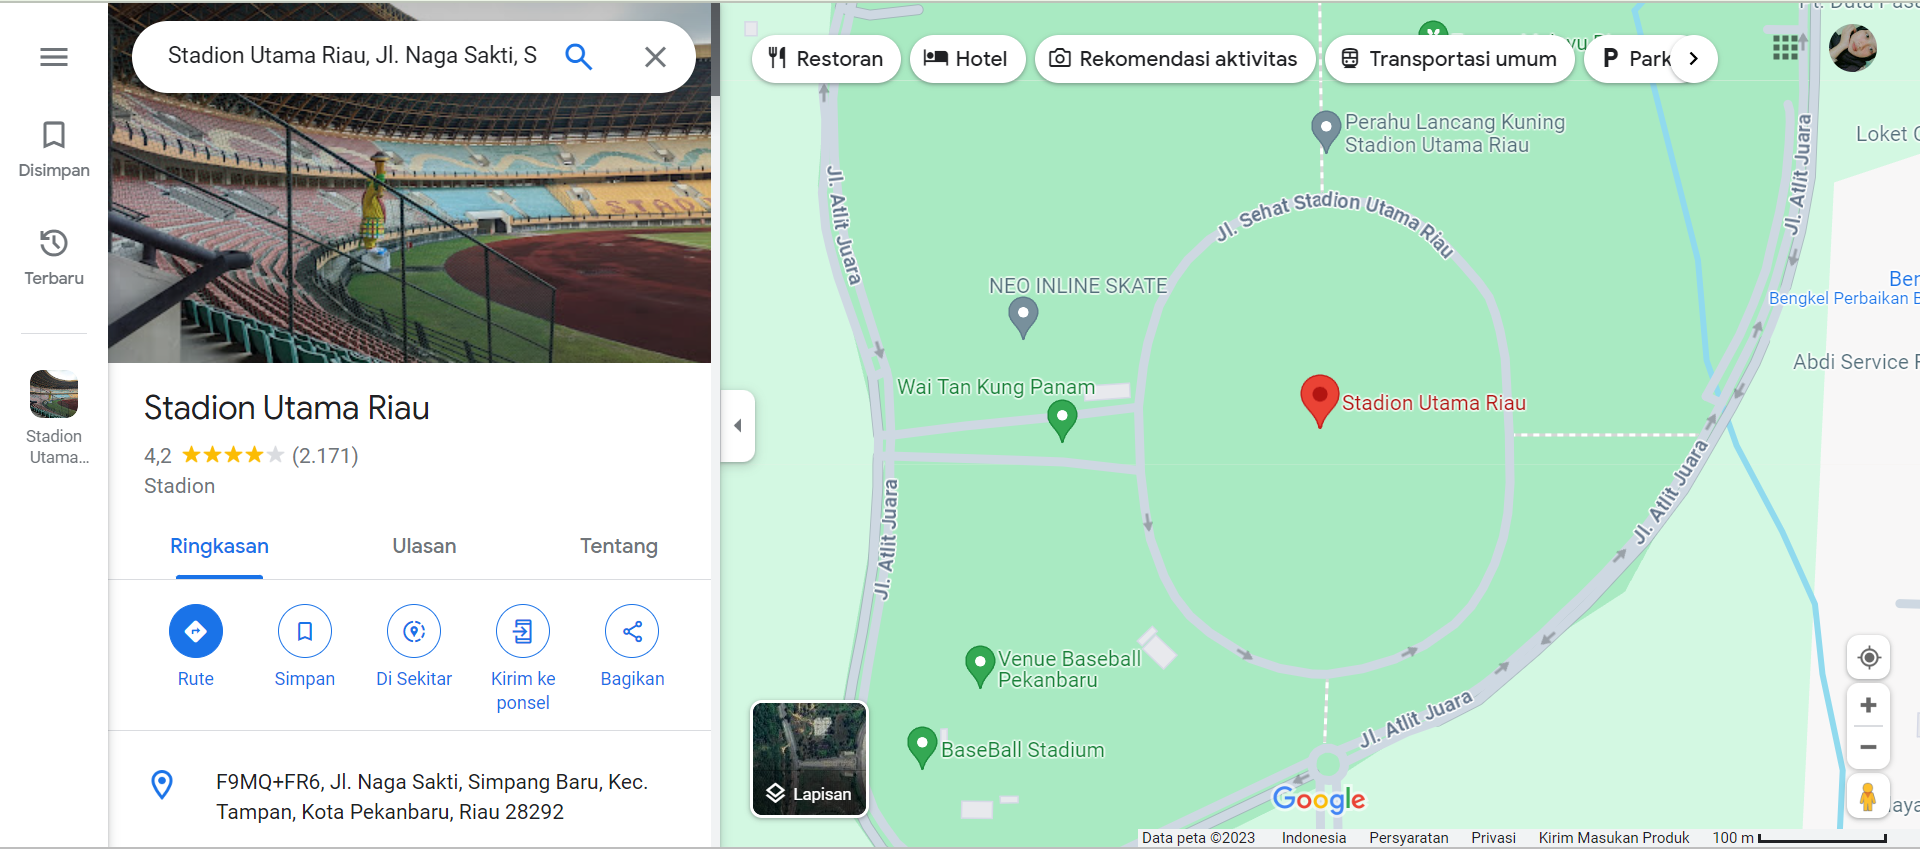 Stadion Utama Riau, Jl. Naga Sakti, S
Disimpan
Terbaru
Stadion
Utama...
STAD
Stadion Utama Riau
4,2
(2.171)
Stadion
Ringkasan
Ulasan
Tentang
Rute
Simpan
Di Sekitar
Kirim ke
ponsel
Bagikan
F9MQ+FR6, Jl. Naga Sakti, Simpang Baru, Kec.
Tampan, Kota Pekanbaru, Riau 28292
Restoran
Hotel
Rekomendasi aktivitas
Transportasi umum
P Park
Perahu Lancang Kuning
Stadion Utama Riau
Loket
Jl. Atlit Juara
Jl. Atlit Juara
Jl. Sehat Stadion Utama Riau
NEO INLINE SKATE
Ber
Bengkel Perbaikan B
Abdi Service
Wai Tan Kung Panam
Stadion Utama Riau
Jl. Atlit Juara
Jl. Atlit Juara
Venue Baseball
Pekanbaru
Jl. Atlit Juara
BaseBall Stadium
Lapisan
Google
Data peta ©2023
Indonesia
Persyaratan
Privasi
Kirim Masukan Produk
100 m